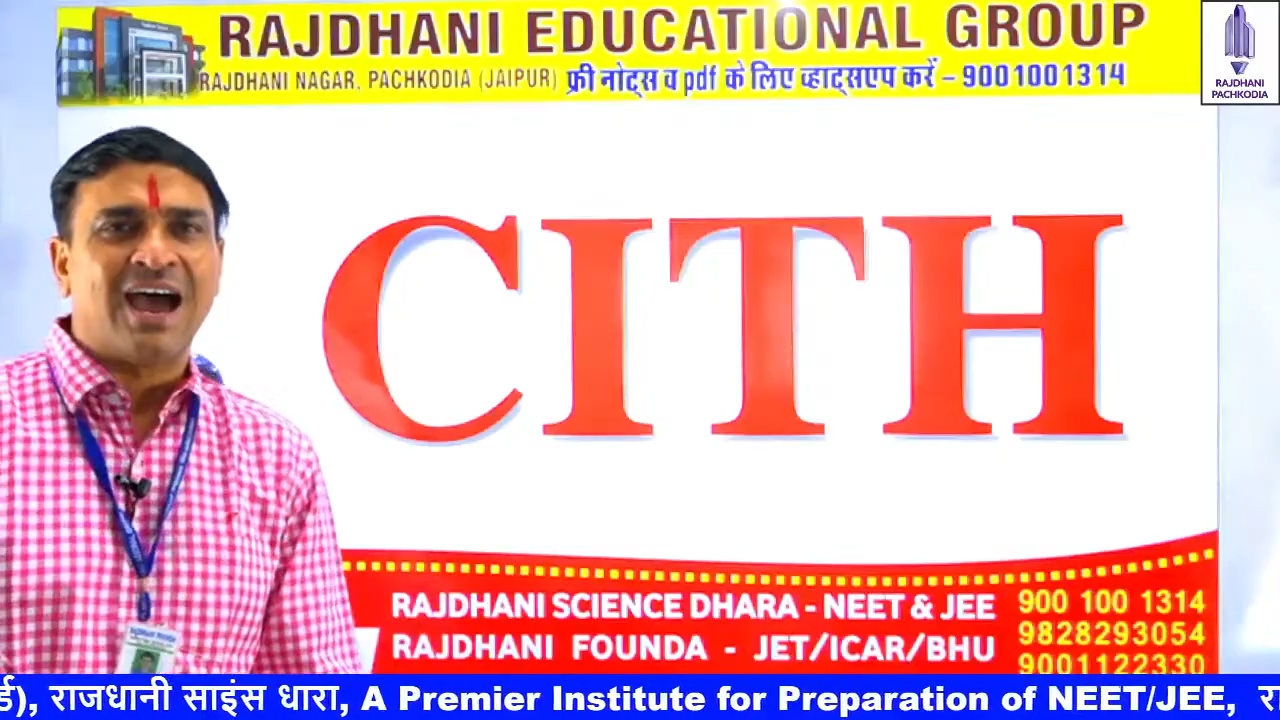 RAJDHANI EDUCATIONAL GROUP
RAJDHANI NAGAR, PACHKODIA (JAIPUR) फ्री नोट्स व pdf के लिए व्हाट्सएप करें – 9001001314
RAJDHANI
PACHKODIA
CITH
RAJDHANI SCIENCE DHARA - NEET & JEE 900 100 1314
RAJDHANI FOUNDA - JET/ICAR/BHU 9828293054
9001122330
राजधानी साइंस धारा, A Premier Institute for Preparation of NEET/JEE,